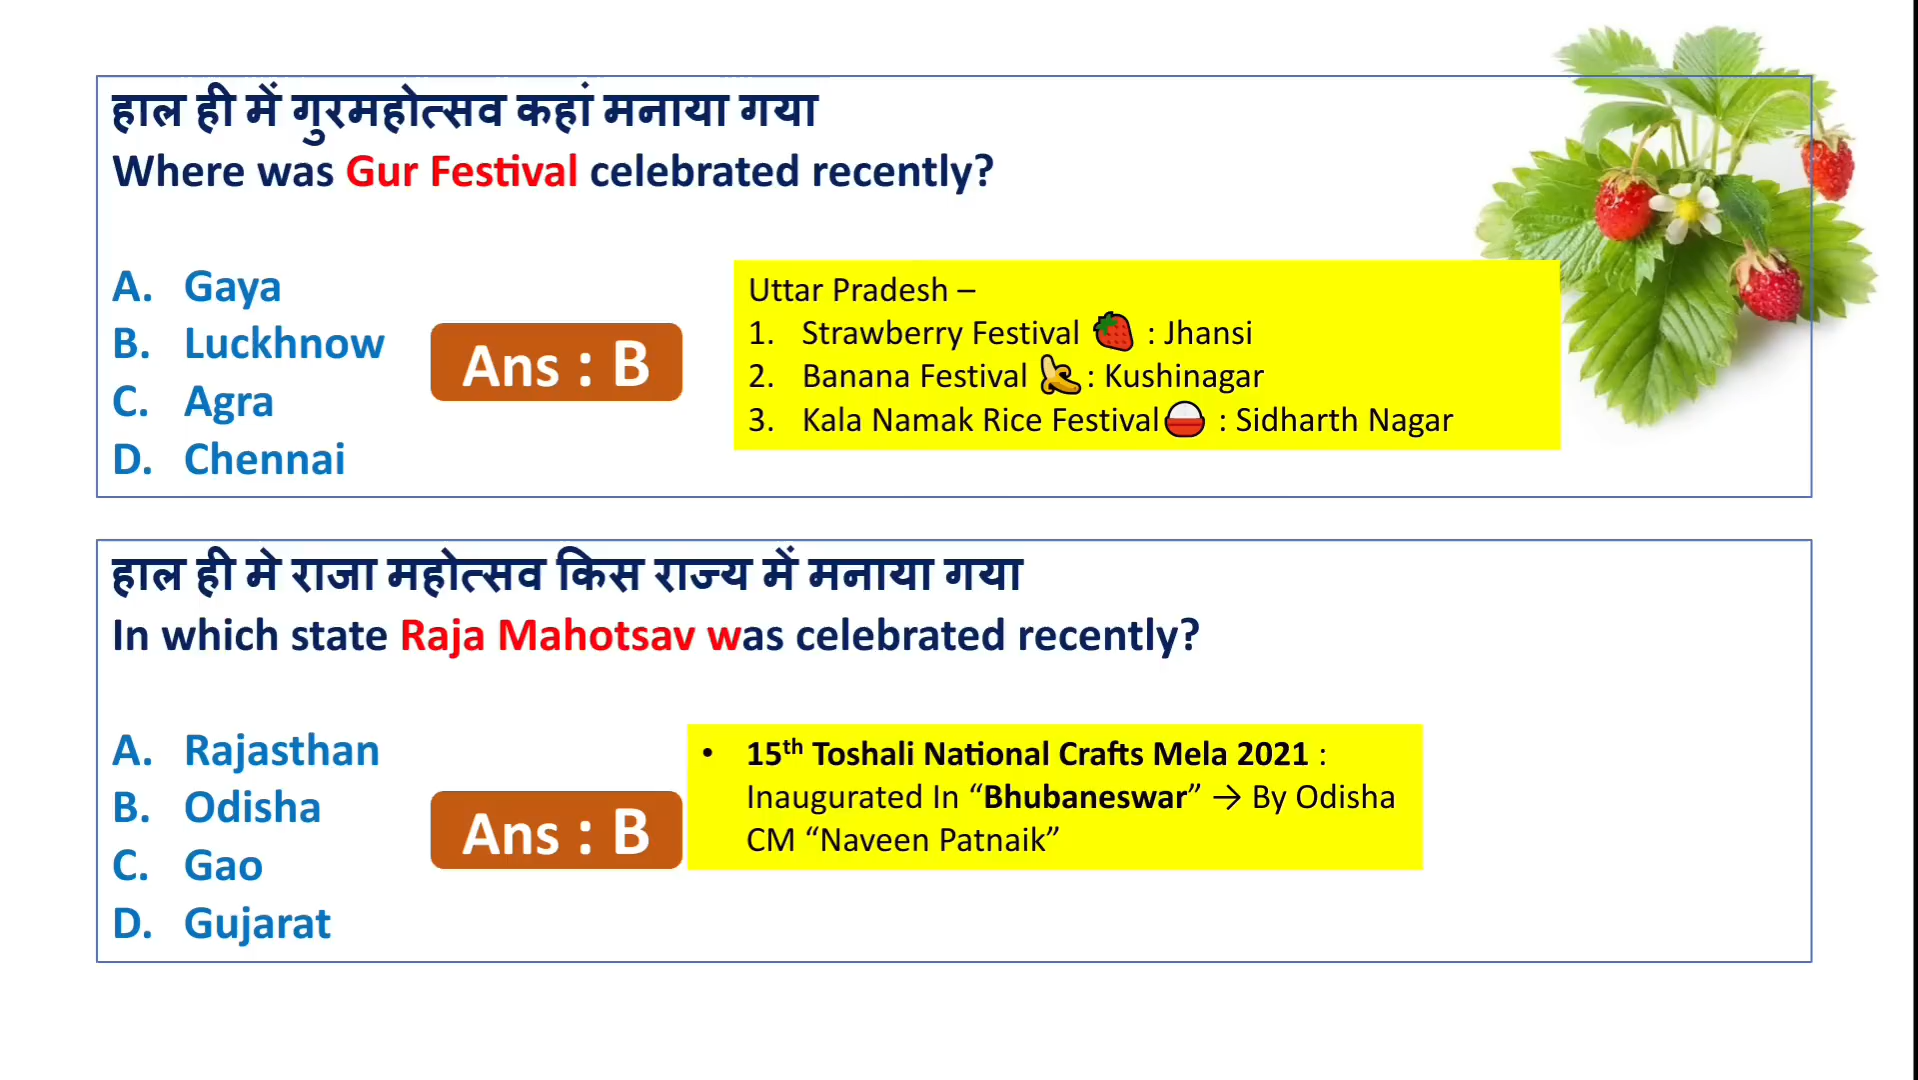 हाल ही में गुरमहोत्सव कहां मनाया गया
Where was Gur Festival celebrated recently?
A. Gaya
B. Luckhnow
C. Agra
D. Chennai
Ans : B
Uttar Pradesh –
1. Strawberry Festival 🍓 : Jhansi
2. Banana Festival 🍌 : Kushinagar
3. Kala Namak Rice Festival🍚 : Sidharth Nagar
हाल ही मे राजा महोत्सव किस राज्य में मनाया गया
In which state Raja Mahotsav was celebrated recently?
A. Rajasthan
B. Odisha
C. Gao
D. Gujarat
Ans : B
• 15th Toshali National Crafts Mela 2021 :
Inaugurated In “Bhubaneswar” → By Odisha
CM “Naveen Patnaik”